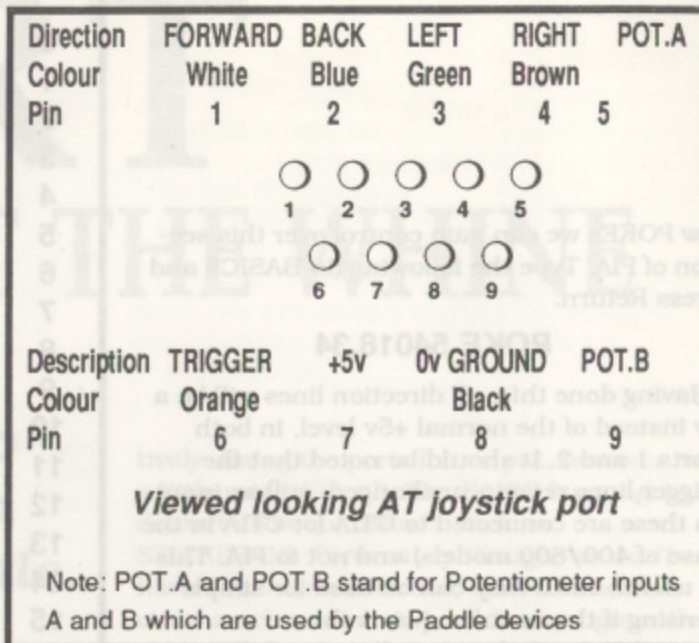 Direction FORWARD BACK LEFT RIGHT POT.A
Colour White Blue Green Brown
Pin 1 2 3 4 5
1 2 3 4 5
6 7 8 9
Description TRIGGER +5v 0v GROUND POT.B
Colour Orange Black
Pin 6 7 8 9
Viewed looking AT joystick port
Note: POT.A and POT.B stand for Potentiometer inputs
A and B which are used by the Paddle devices